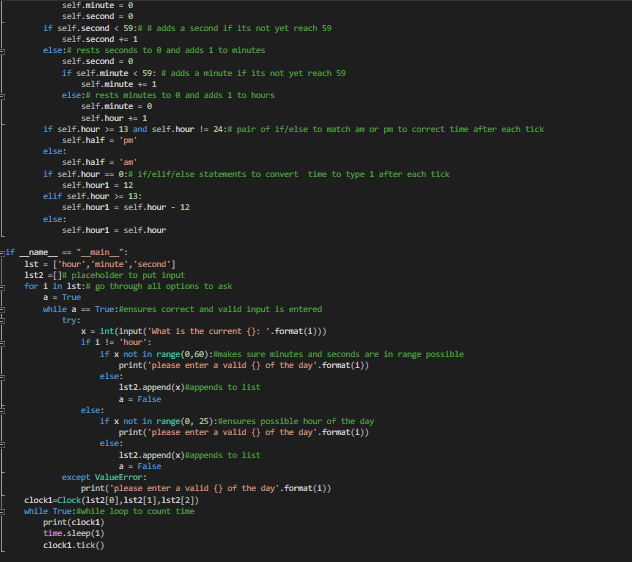 self.minute = 0
self.second = 0
if self.second < 59:# # adds a second if its not yet reach 59
self.second += 1
else:# rests seconds to 0 and adds 1 to minutes
self.second = 0
if self.minute < 59: # adds a minute if its not yet reach 59
self.minute += 1
else:# rests minutes to 0 and adds 1 to hours
self.minute = 0
self.hour += 1
if self.hour >= 13 and self.hour != 24:# pair of if/else to match am or pm to correct time after each tick
self.half = 'pm'
else:
self.half = 'am'
if self.hour == 0:# if/elif/else statements to convert  time to type 1 after each tick
self.hour1 = 12
elif self.hour >= 13:
self.hour1 = self.hour - 12
else:
self.hour1 = self.hour
if __name__ == "__main__":
lst = ['hour','minute','second']
lst2 =[]# placeholder to put input
for i in lst:# go through all options to ask
a = True
while a == True:#ensures correct and valid input is entered
try:
x = int(input('What is the current {}: '.format(i)))
if i != 'hour':
if x not in range(0,60):#makes sure minutes and seconds are in range possible
print('please enter a valid {} of the day'.format(i))
else:
lst2.append(x)#appends to list
a = False
else:
if x not in range(0, 25):#ensures possible hour of the day
print('please enter a valid {} of the day'.format(i))
else:
lst2.append(x)#appends to list
a = False
except ValueError:
print('please enter a valid {} of the day'.format(i))
clock1=Clock(lst2[0],lst2[1],lst2[2])
while True:#while loop to count time
print(clock1)
time.sleep(1)
clock1.tick()